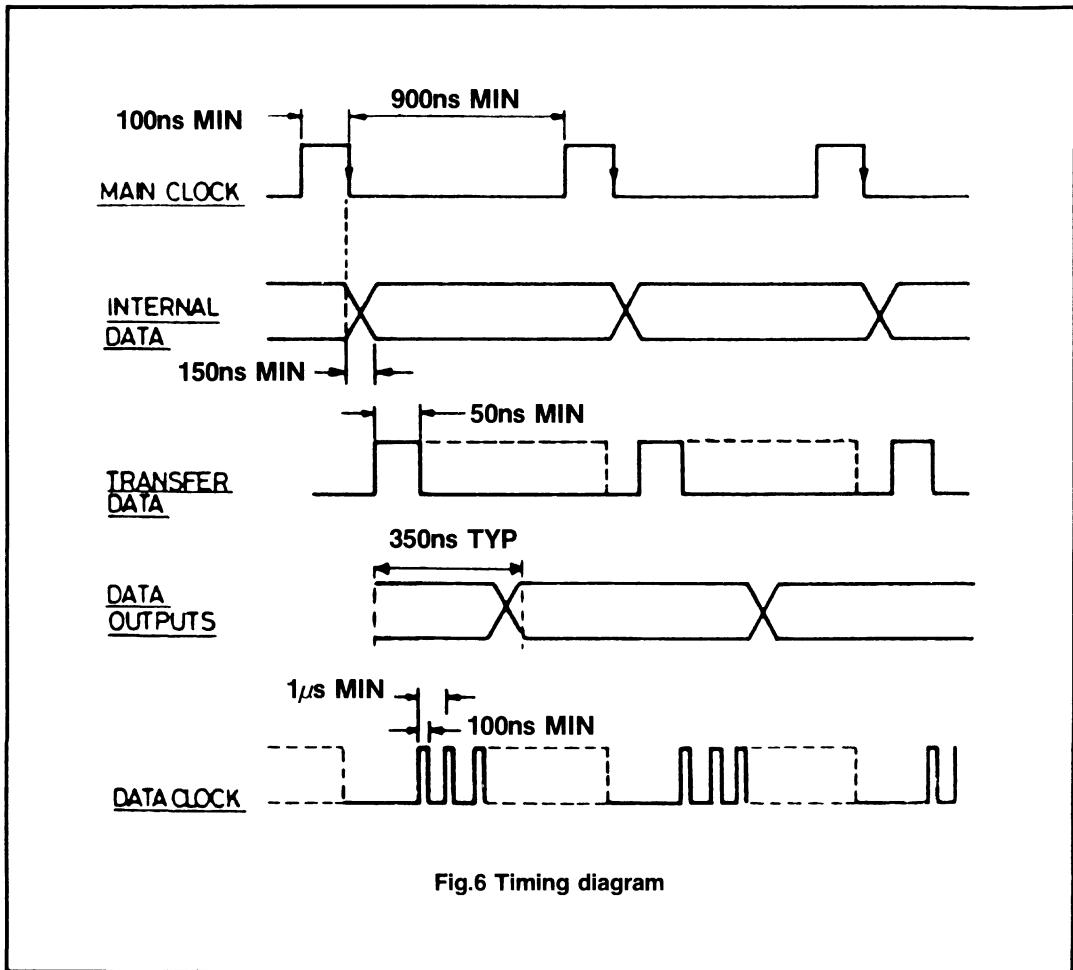 900ns MIN
100ns MIN
MAIN CLOCK
INTERNAL
DATA
150ns MIN
50ns MIN
TRANSFER
DATA
350ns TYP
DATA
OUTPUTS
1μs MIN
100ns MIN
DATA CLOCK
Fig.6 Timing diagram